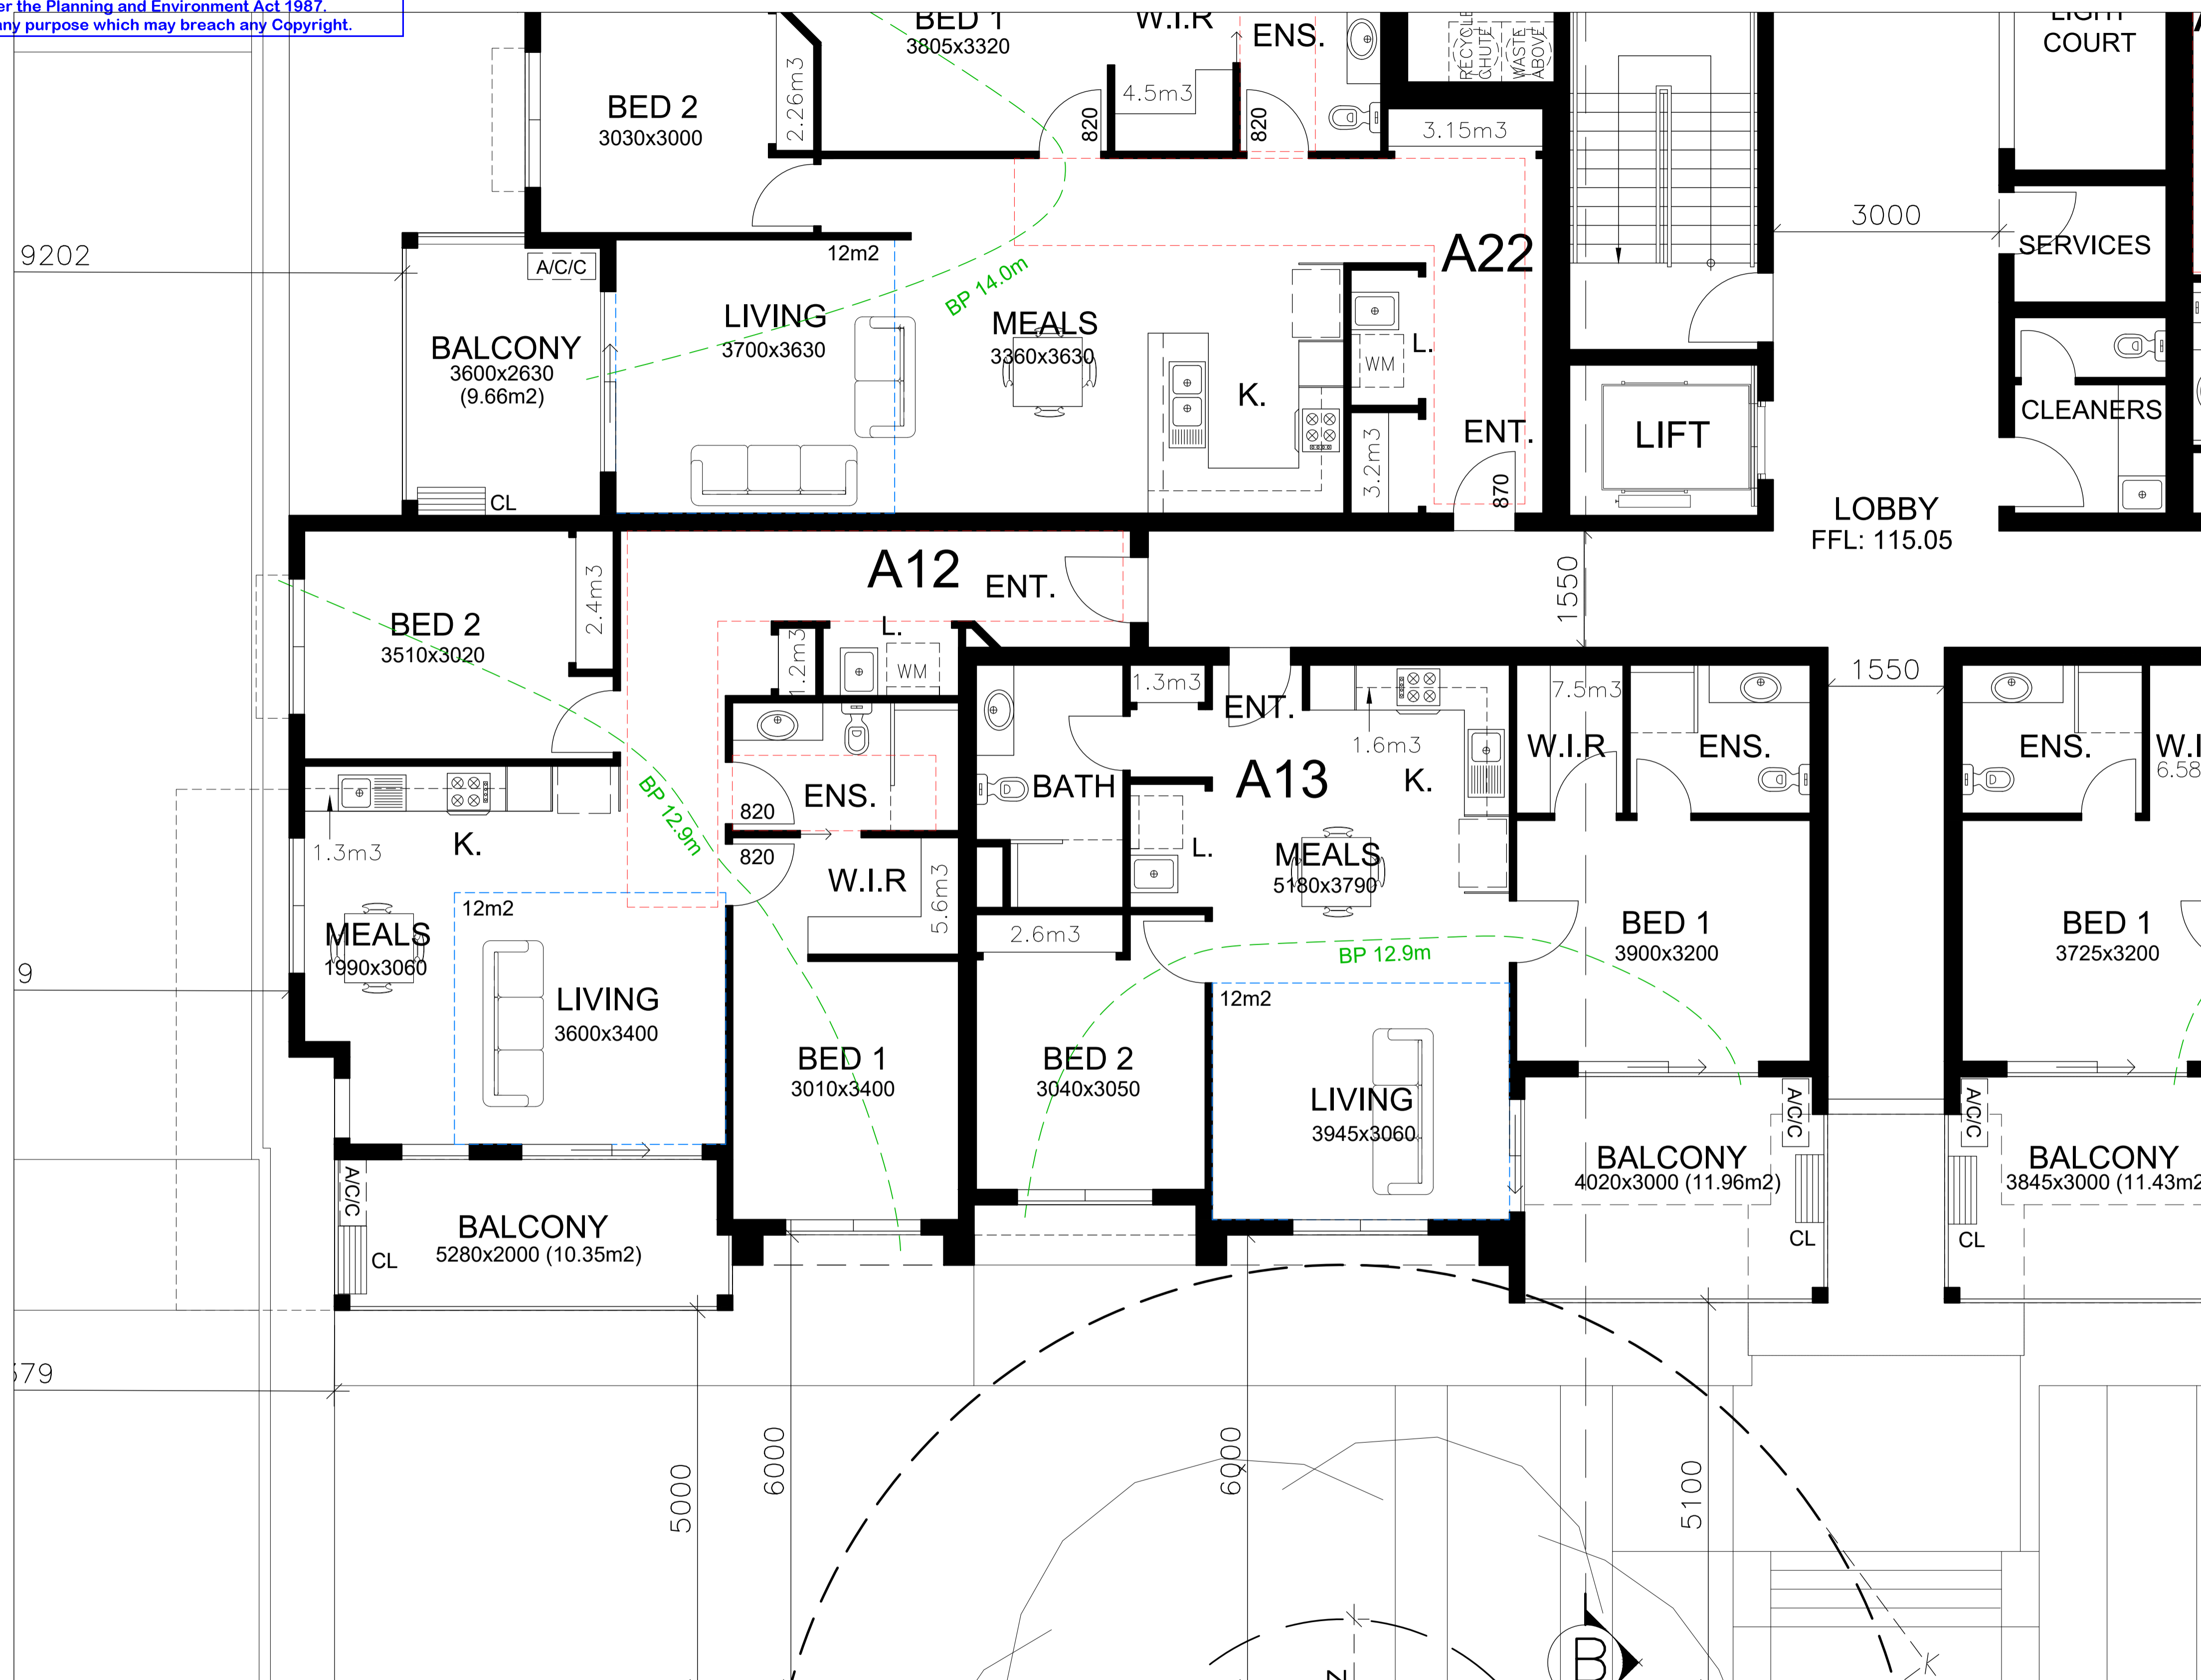 er the Planning and Environment Act 1987.
any purpose which may breach any Copyright.
BED 1
3805x3320
W.I.R
ENS.
RECYCLE
CHUTE
WASTE
ABOVE
LIGHT
COURT
BED 2
3030x3000
2.26m3
4.5m3
820
820
3.15m3
3000
SERVICES
9202
A/C/C
12m2
A22
BP 14.0m
BALCONY
3600x2630
(9.66m2)
LIVING
3700x3630
MEALS
3360x3630
K.
L.
WM
3.2m3
ENT.
870
CL
LIFT
CLEANERS
LOBBY
FFL: 115.05
A12
ENT.
1550
BED 2
3510x3020
2.4m3
1.2m3
L.
WM
1550
1.3m3
ENT.
7.5m3
W.I.R
ENS.
ENS.
W.I
6.58
1.6m3
K.
A13
BATH
BP 12.9m
ENS.
820
820
1.3m3
K.
W.I.R
5.6m3
L.
MEALS
5180x3790
12m2
MEALS
1990x3060
9
2.6m3
BP 12.9m
BED 1
3900x3200
BED 1
3725x3200
LIVING
3600x3400
12m2
BED 1
3010x3400
BED 2
3040x3050
LIVING
3945x3060
A/C/C
A/C/C
BALCONY
4020x3000 (11.96m2)
BALCONY
3845x3000 (11.43m2
A/C/C
BALCONY
5280x2000 (10.35m2)
CL
CL
CL
79
5000
6000
6000
5100
B